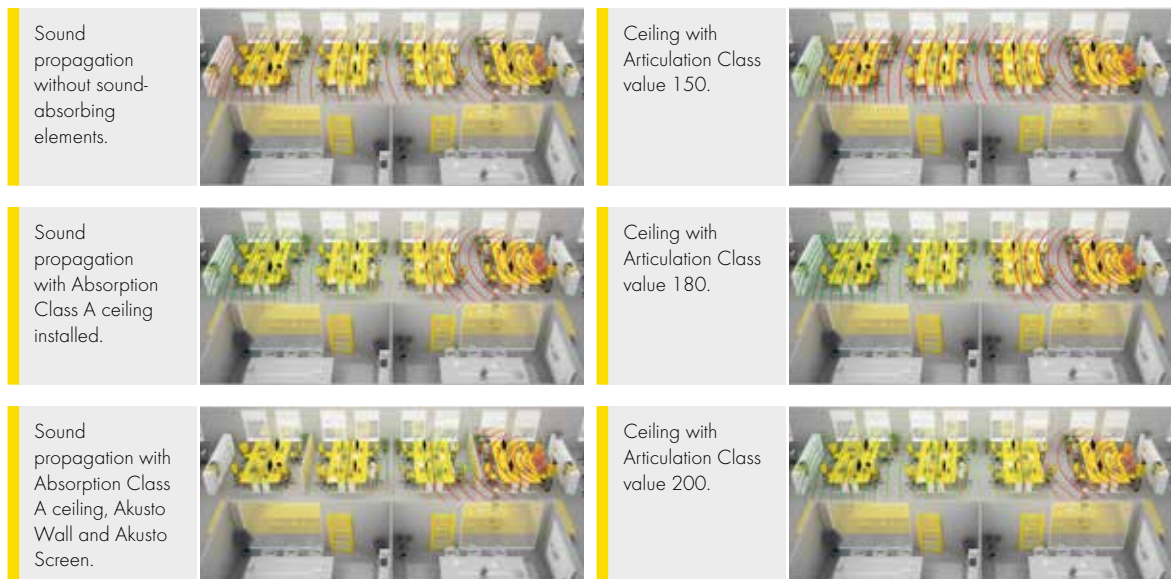 Sound
propagation
without sound-
absorbing
elements.
Ceiling with
Articulation Class
value 150.
Sound
propagation
with Absorption
Class A ceiling
installed.
Ceiling with
Articulation Class
value 180.
Sound
propagation with
Absorption Class
A ceiling, Akusto
Wall and Akusto
Screen.
Ceiling with
Articulation Class
value 200.